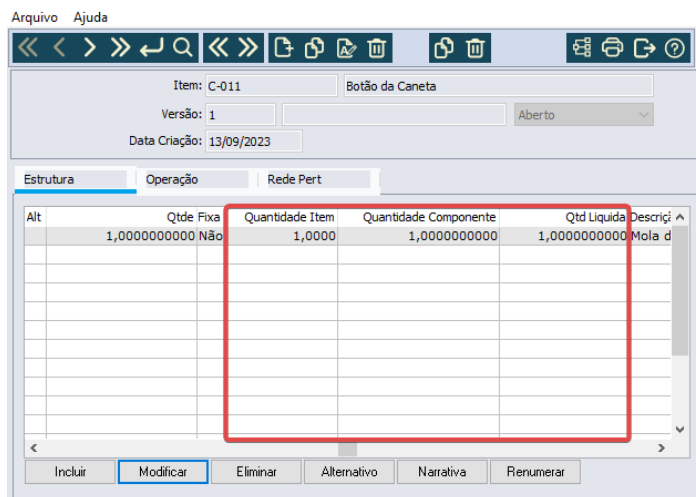 Arquivo Ajuda
Item: C-011 Botão da Caneta
Versão: 1 Aberto
Data Criação: 13/09/2023
Estrutura Operação Rede Pert
Alt Qtde Fixa Quantidade Item Quantidade Componente Qtd Liquida Descriçã
1,0000000000 Não 1,0000 1,0000000000 1,0000000000 Mola d
Incluir Modificar Eliminar Alternativo Narrativa Renumerar